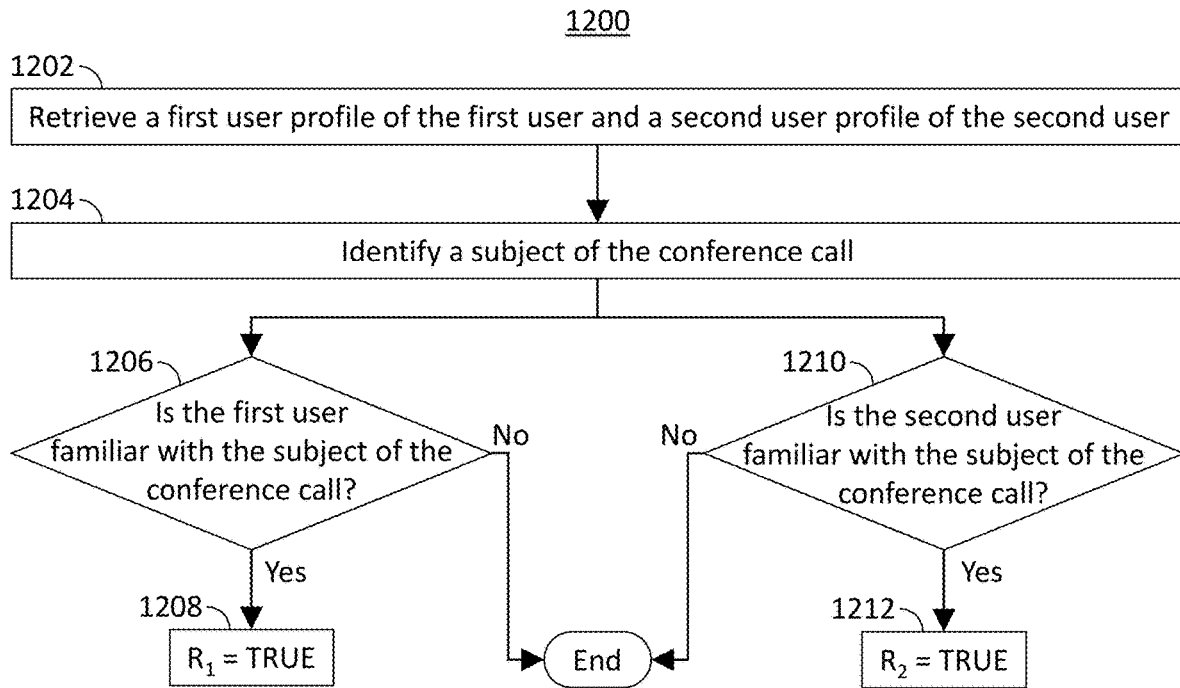 1200
1202
Retrieve a first user profile of the first user and a second user profile of the second user
1204
Identify a subject of the conference call
1206
Is the first user
familiar with the subject of the
conference call?
No
Yes
1208
R₁ = TRUE
1210
Is the second user
familiar with the subject of the
conference call?
No
Yes
1212
R₂ = TRUE
End